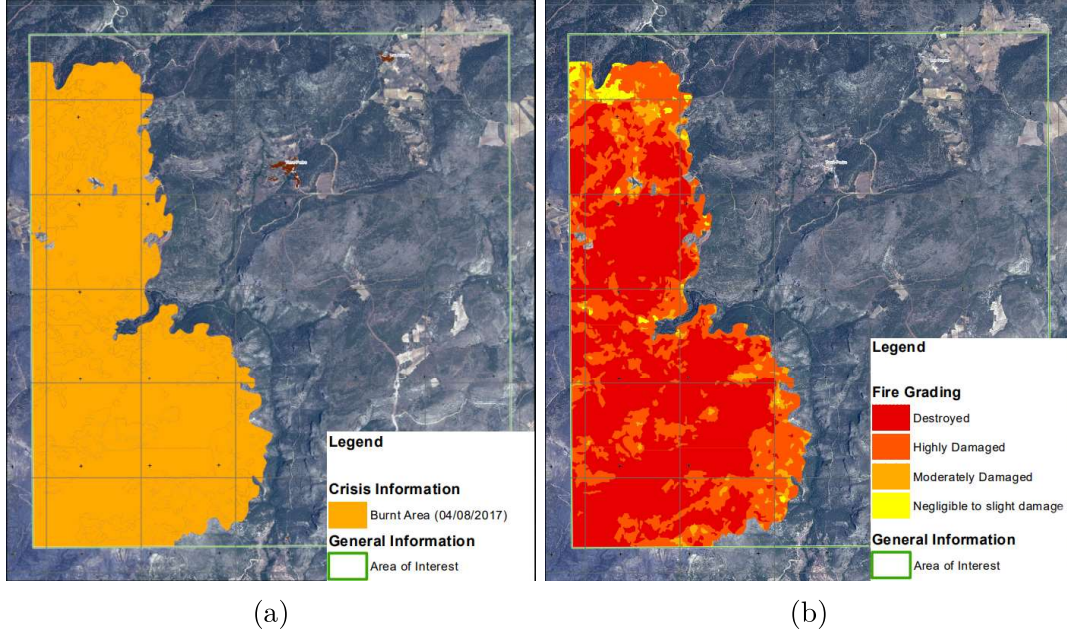 Legend
Crisis Information
Burnt Area (04/08/2017)
General Information
Area of Interest
Legend
Fire Grading
Destroyed
Highly Damaged
Moderately Damaged
Negligible to slight damage
General Information
Area of Interest
(a)
(b)